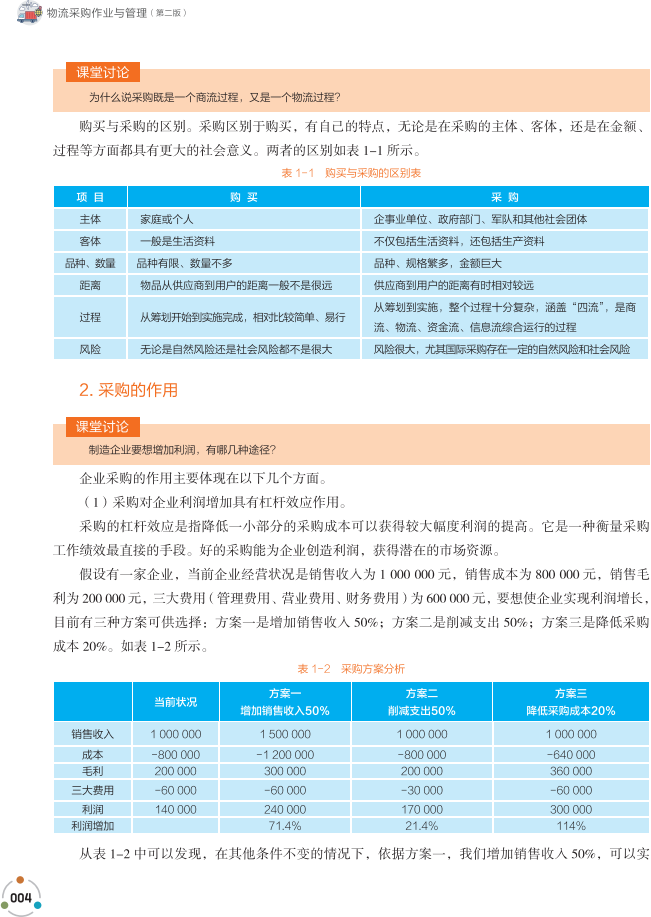 物流采购作业与管理（第二版）
课堂讨论
为什么说采购既是一个商流过程，又是一个物流过程？
购买与采购的区别。采购区别于购买，有自己的特点，无论是在采购的主体、客体，还是在金额、
过程等方面都具有更大的社会意义。两者的区别如表 1-1 所示。
表 1-1 购买与采购的区别表
项 目 购 买 采 购
主体 家庭或个人 企事业单位、政府部门、军队和其他社会团体
客体 一般是生活资料 不仅包括生活资料，还包括生产资料
品种、数量 品种有限、数量不多 品种、规格繁多，金额巨大
距离 物品从供应商到用户的距离一般不是很远 供应商到用户的距离有时相对较远
过程 从筹划开始到实施完成，相对比较简单、易行 从筹划到实施，整个过程十分复杂，涵盖“四流”，是商
流、物流、资金流、信息流综合运行的过程
风险 无论是自然风险还是社会风险都不是很大 风险很大，尤其国际采购存在一定的自然风险和社会风险
2. 采购的作用
课堂讨论
制造企业要想增加利润，有哪几种途径？
企业采购的作用主要体现在以下几个方面。
（1）采购对企业利润增加具有杠杆效应作用。
采购的杠杆效应是指降低一小部分的采购成本可以获得较大幅度利润的提高。它是一种衡量采购
工作绩效最直接的手段。好的采购能为企业创造利润，获得潜在的市场资源。
假设有一家企业，当前企业经营状况是销售收入为 1 000 000 元，销售成本为 800 000 元，销售毛
利为 200 000 元，三大费用（管理费用、营业费用、财务费用）为 600 000 元，要想使企业实现利润增长，
目前有三种方案可供选择：方案一是增加销售收入 50%；方案二是削减支出 50%；方案三是降低采购
成本 20%。如表 1-2 所示。
表 1-2 采购方案分析
当前状况 方案一 方案二 方案三
增加销售收入50% 削减支出50% 降低采购成本20%
销售收入 1 000 000 1 500 000 1 000 000 1 000 000
成本 -800 000 -1 200 000 -800 000 -640 000
毛利 200 000 300 000 200 000 360 000
三大费用 -60 000 -60 000 -30 000 -60 000
利润 140 000 240 000 170 000 300 000
利润增加 71.4% 21.4% 114%
从表 1-2 中可以发现，在其他条件不变的情况下，依据方案一，我们增加销售收入 50%，可以实
004